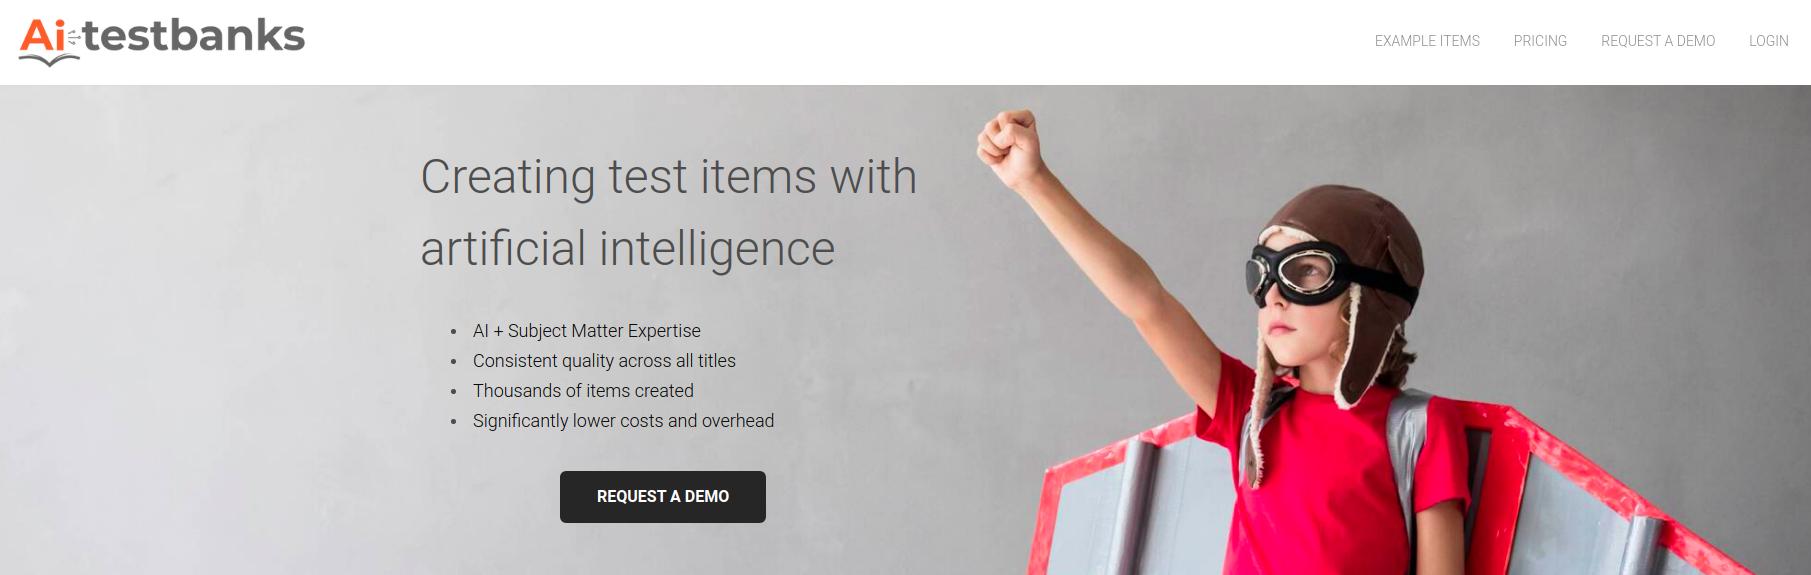 Ai testbanks
EXAMPLE ITEMS
PRICING
REQUEST A DEMO
LOGIN
Creating test items with
artificial intelligence
• AI + Subject Matter Expertise
• Consistent quality across all titles
• Thousands of items created
• Significantly lower costs and overhead
REQUEST A DEMO